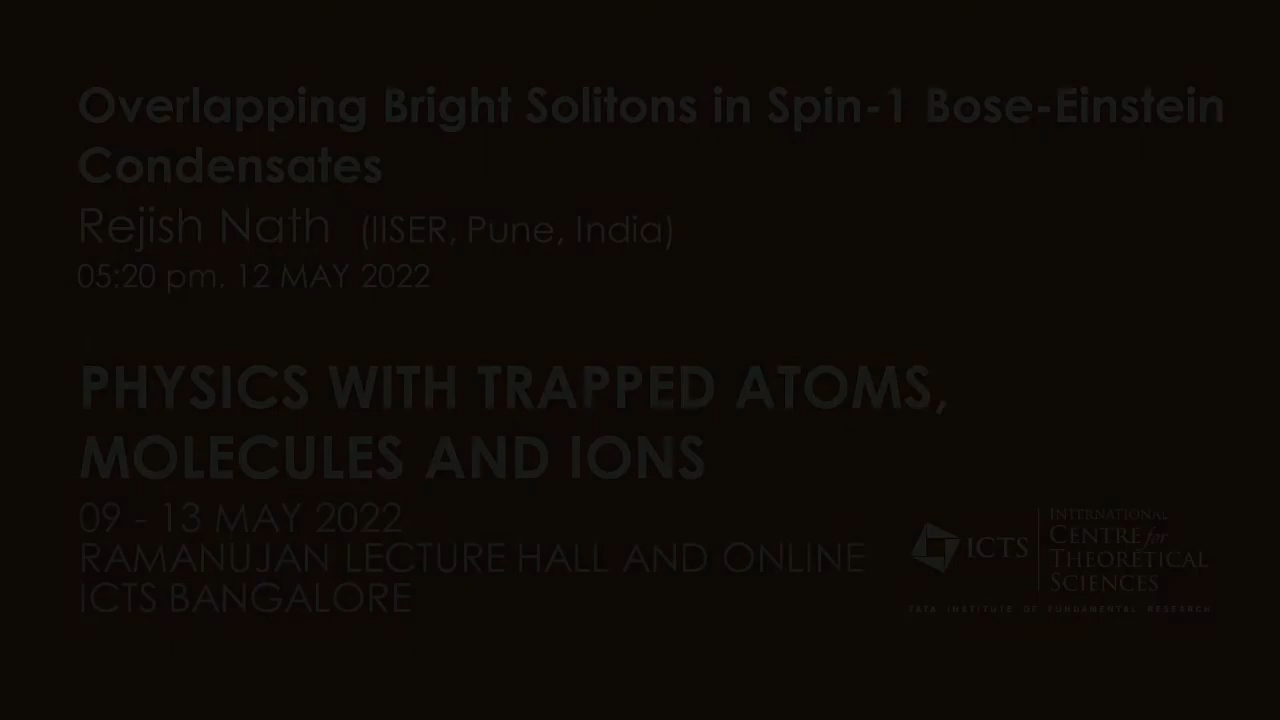 Overlapping Bright Solitons in Spin-1 Bose-Einstein
Condensates
Rejish Nath (IISER, Pune, India)
05:20 pm, 12 MAY 2022
PHYSICS WITH TRAPPED ATOMS,
MOLECULES AND IONS
09 - 13 MAY 2022
RAMANUJAN LECTURE HALL AND ONLINE
ICTS BANGALORE
ICTS
INTERNATIONAL
CENTRE for
THEORETICAL
SCIENCES
TATA INSTITUTE OF FUNDAMENTAL RESEARCH